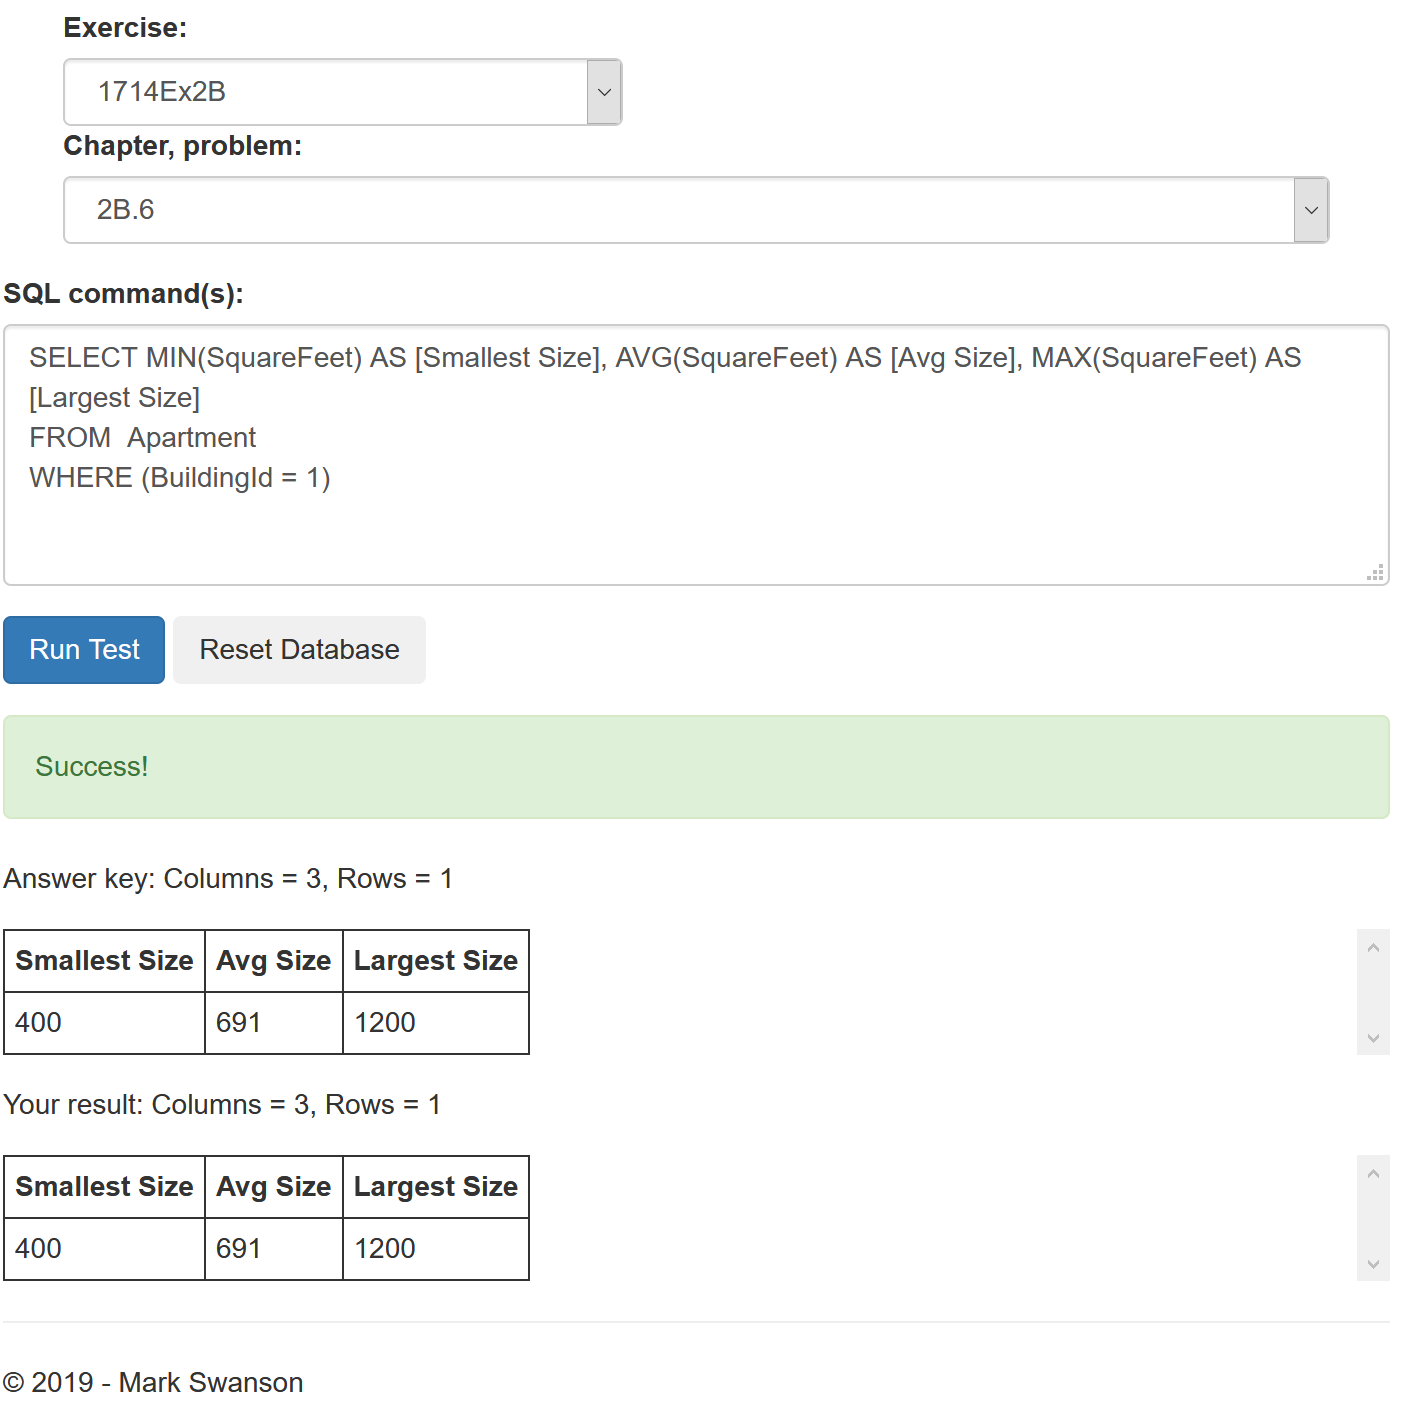 Exercise:
1714Ex2B
Chapter, problem:
2B.6
SQL command(s):
SELECT MIN(SquareFeet) AS [Smallest Size], AVG(SquareFeet) AS [Avg Size], MAX(SquareFeet) AS
[Largest Size]
FROM  Apartment
WHERE (BuildingId = 1)
Run Test Reset Database
Success!
Answer key: Columns = 3, Rows = 1
Smallest Size Avg Size Largest Size
400 691 1200
Your result: Columns = 3, Rows = 1
Smallest Size Avg Size Largest Size
400 691 1200
© 2019 - Mark Swanson